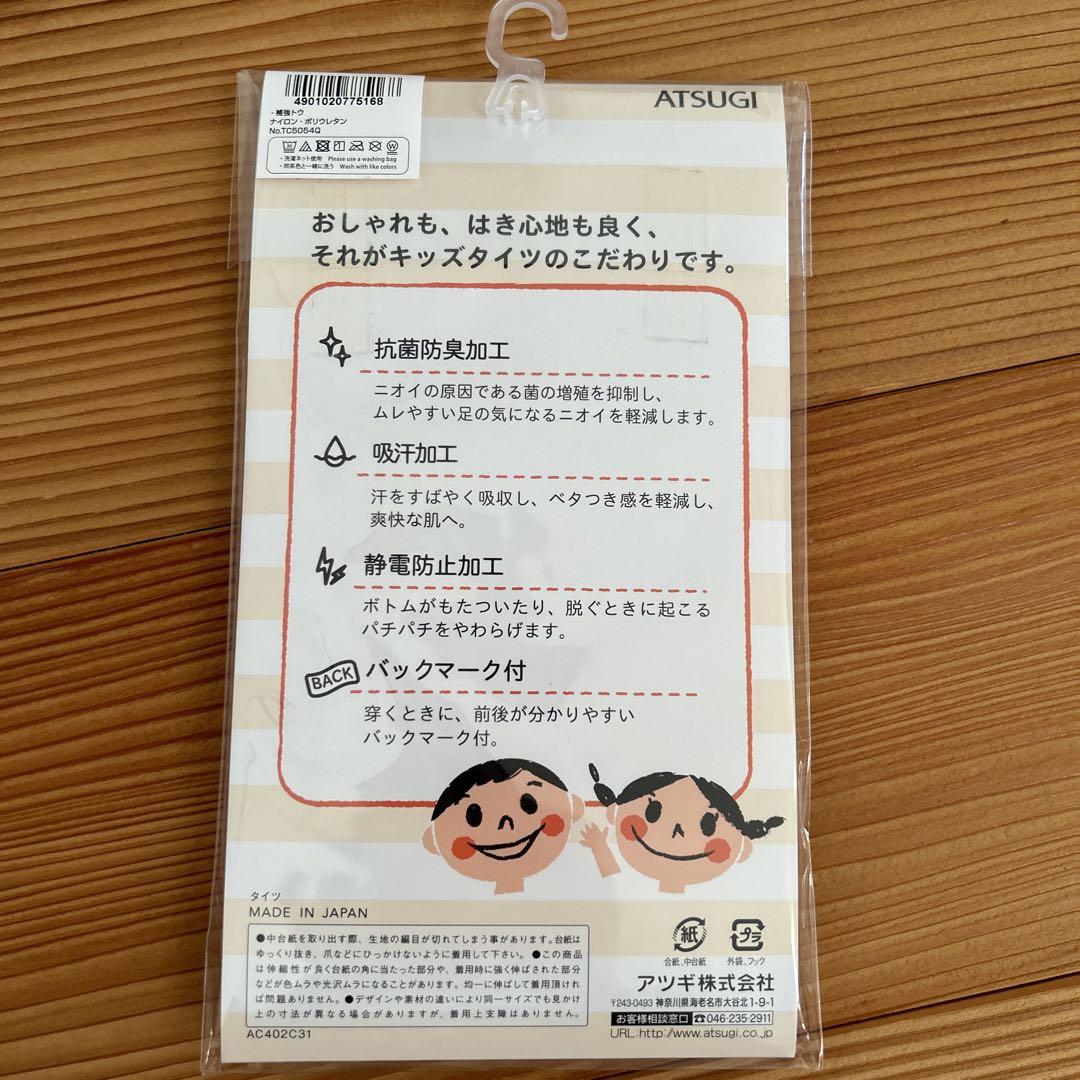 4901020775168
・補強トウ
ナイロン・ポリウレタン
No.TC5054Q
・洗濯ネット使用 Please use a washing bag
・同系色と一緒に洗う Wash with like colors
ATSUGI
おしゃれも、はき心地も良く、
それがキッズタイツのこだわりです。
抗菌防臭加工
ニオイの原因である菌の増殖を抑制し、
ムレやすい足の気になるニオイを軽減します。
吸汗加工
汗をすばやく吸収し、ベタつき感を軽減し、
爽快な肌へ。
静電防止加工
ボトムがもたついたり、脱ぐときに起こる
パチパチをやわらげます。
BACK バックマーク付
穿くときに、前後が分かりやすい
バックマーク付。
タイツ
MADE IN JAPAN
●中台紙を取り出す際、生地の編目が切れてしまう事があります。台紙は
ゆっくり抜き、爪などにひっかけないように着用して下さい。●この商品
は伸縮性が良く台紙の角に当たった部分や、着用時に強く伸ばされた部分
などが色ムラや光沢ムラになることがあります。均一に伸ばして着用頂けれ
ば問題ありません。●デザインや素材の違いにより同一サイズでも見かけ
上の寸法が異なる場合がありますが、着用上支障はありません。
AC402C31
紙 プラ
合紙、中台紙 外袋、フック
アツギ株式会社
〒243-0493 神奈川県海老名市大谷北1-9-1
お客様相談窓口 ☎046-235-2911
URL:http://www.atsugi.co.jp